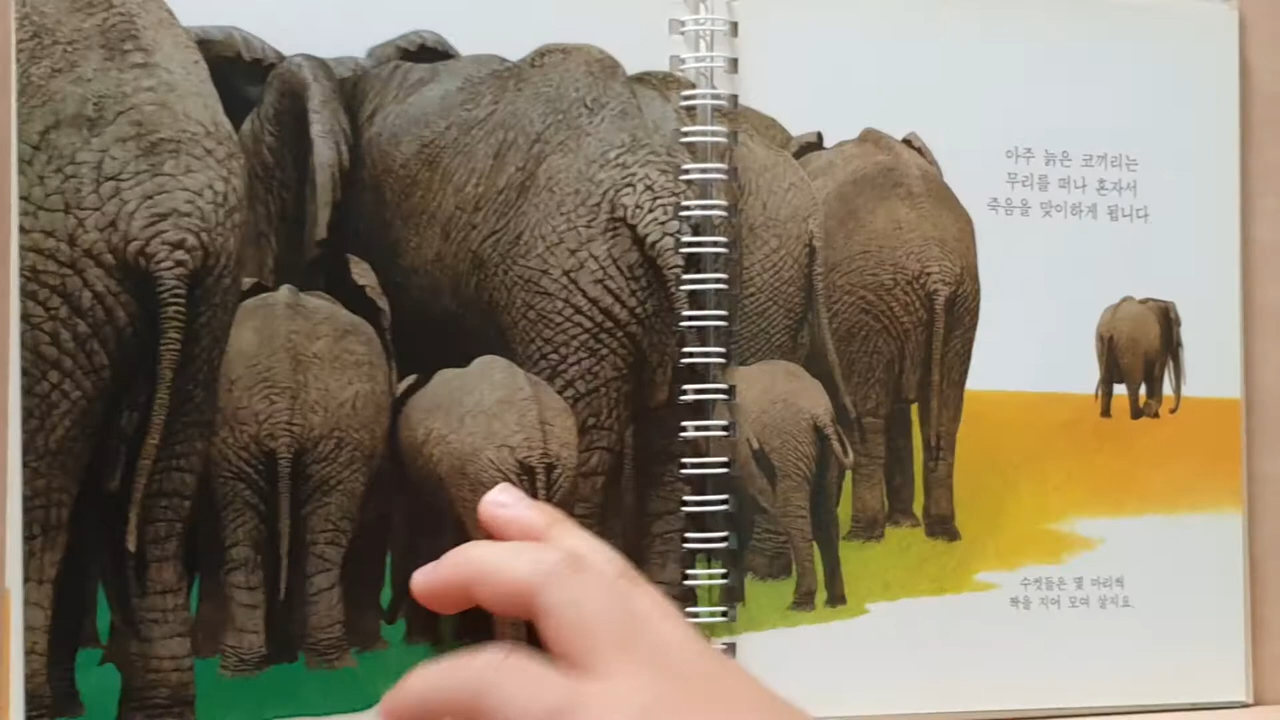 아주 늙은 코끼리는
무리를 떠나 혼자서
죽음을 맞이하게 됩니다
수컷들은 몇 마리씩
짝을 지어 모여 살지요.